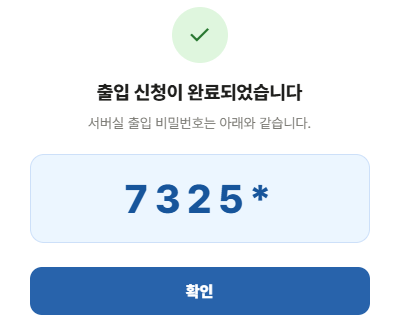 출입 신청이 완료되었습니다
서버실 출입 비밀번호는 아래와 같습니다.
7325*
확인